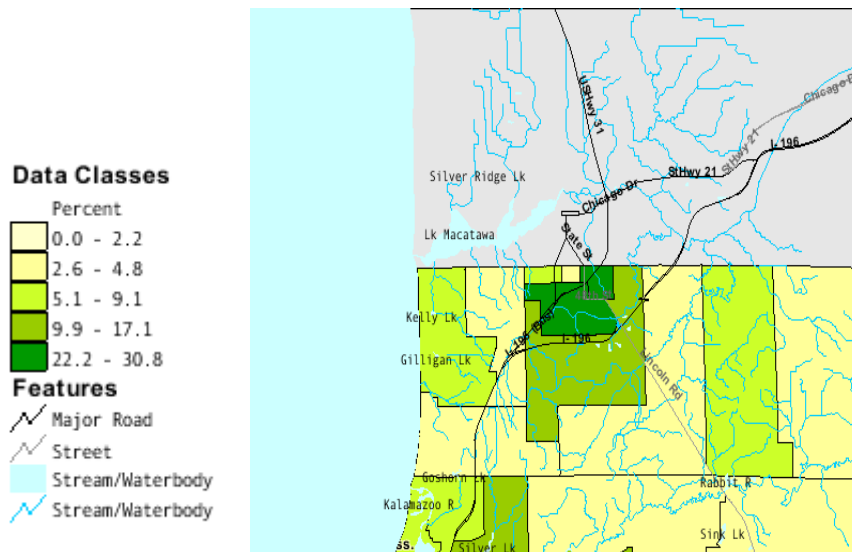 Data Classes
Percent
0.0 - 2.2
2.6 - 4.8
5.1 - 9.1
9.9 - 17.1
22.2 - 30.8
Features
Major Road
Street
Stream/Waterbody
Stream/Waterbody
USHwy 31
Chicago D
StHwy 21
I-196
StHwy 21
Silver Ridge Lk
Chicago Dr
State St
Lk Macatawa
Kelly Lk
I-196 (Bus)
I-196
Gilligan Lk
Lincoln Rd
Goshorn Lk
Rabbit R
Kalamazoo R
Sink Lk
ss.
Silver Lk